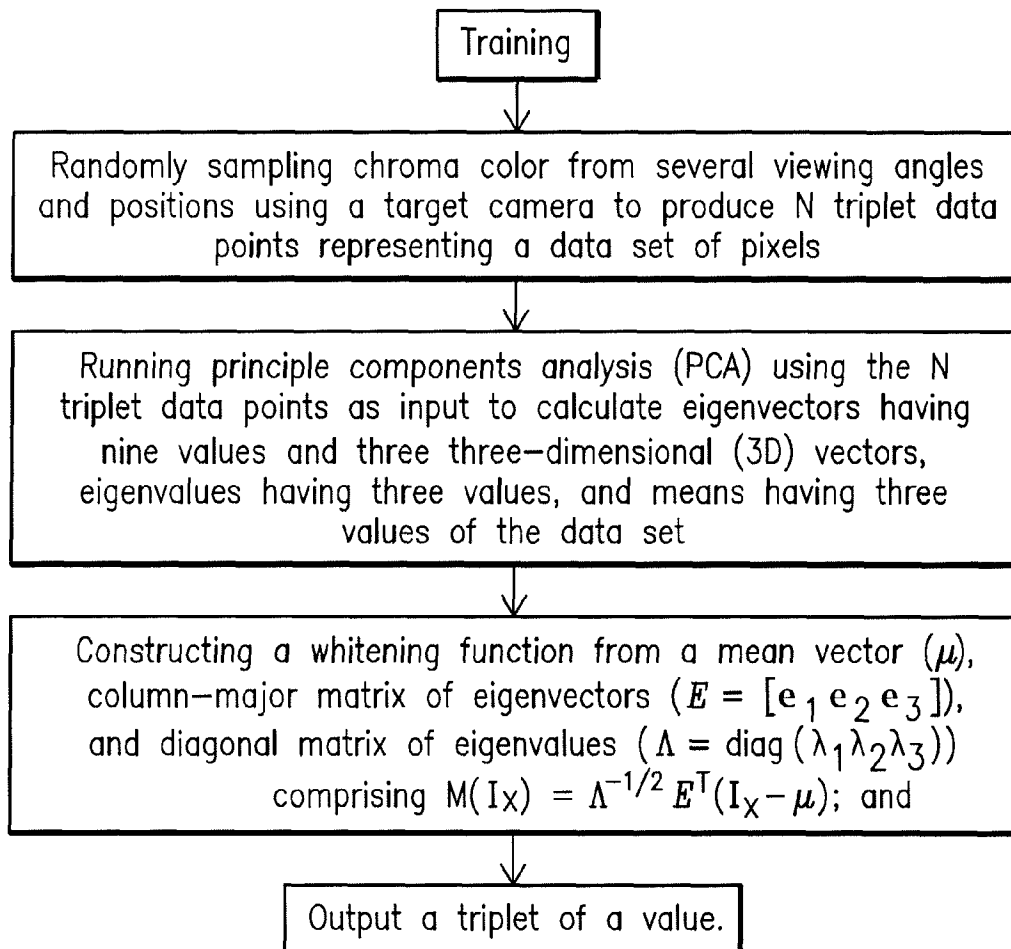 Training
Randomly sampling chroma color from several viewing angles
and positions using a target camera to produce N triplet data
points representing a data set of pixels
Running principle components analysis (PCA) using the N
triplet data points as input to calculate eigenvectors having
nine values and three three–dimensional (3D) vectors,
eigenvalues having three values, and means having three
values of the data set
Constructing a whitening function from a mean vector (μ),
column–major matrix of eigenvectors (E = [e₁ e₂ e₃]),
and diagonal matrix of eigenvalues (Λ = diag (λ₁λ₂λ₃))
comprising M(Iₓ) = Λ⁻¹/² Eᵀ(Iₓ– μ); and
Output a triplet of a value.